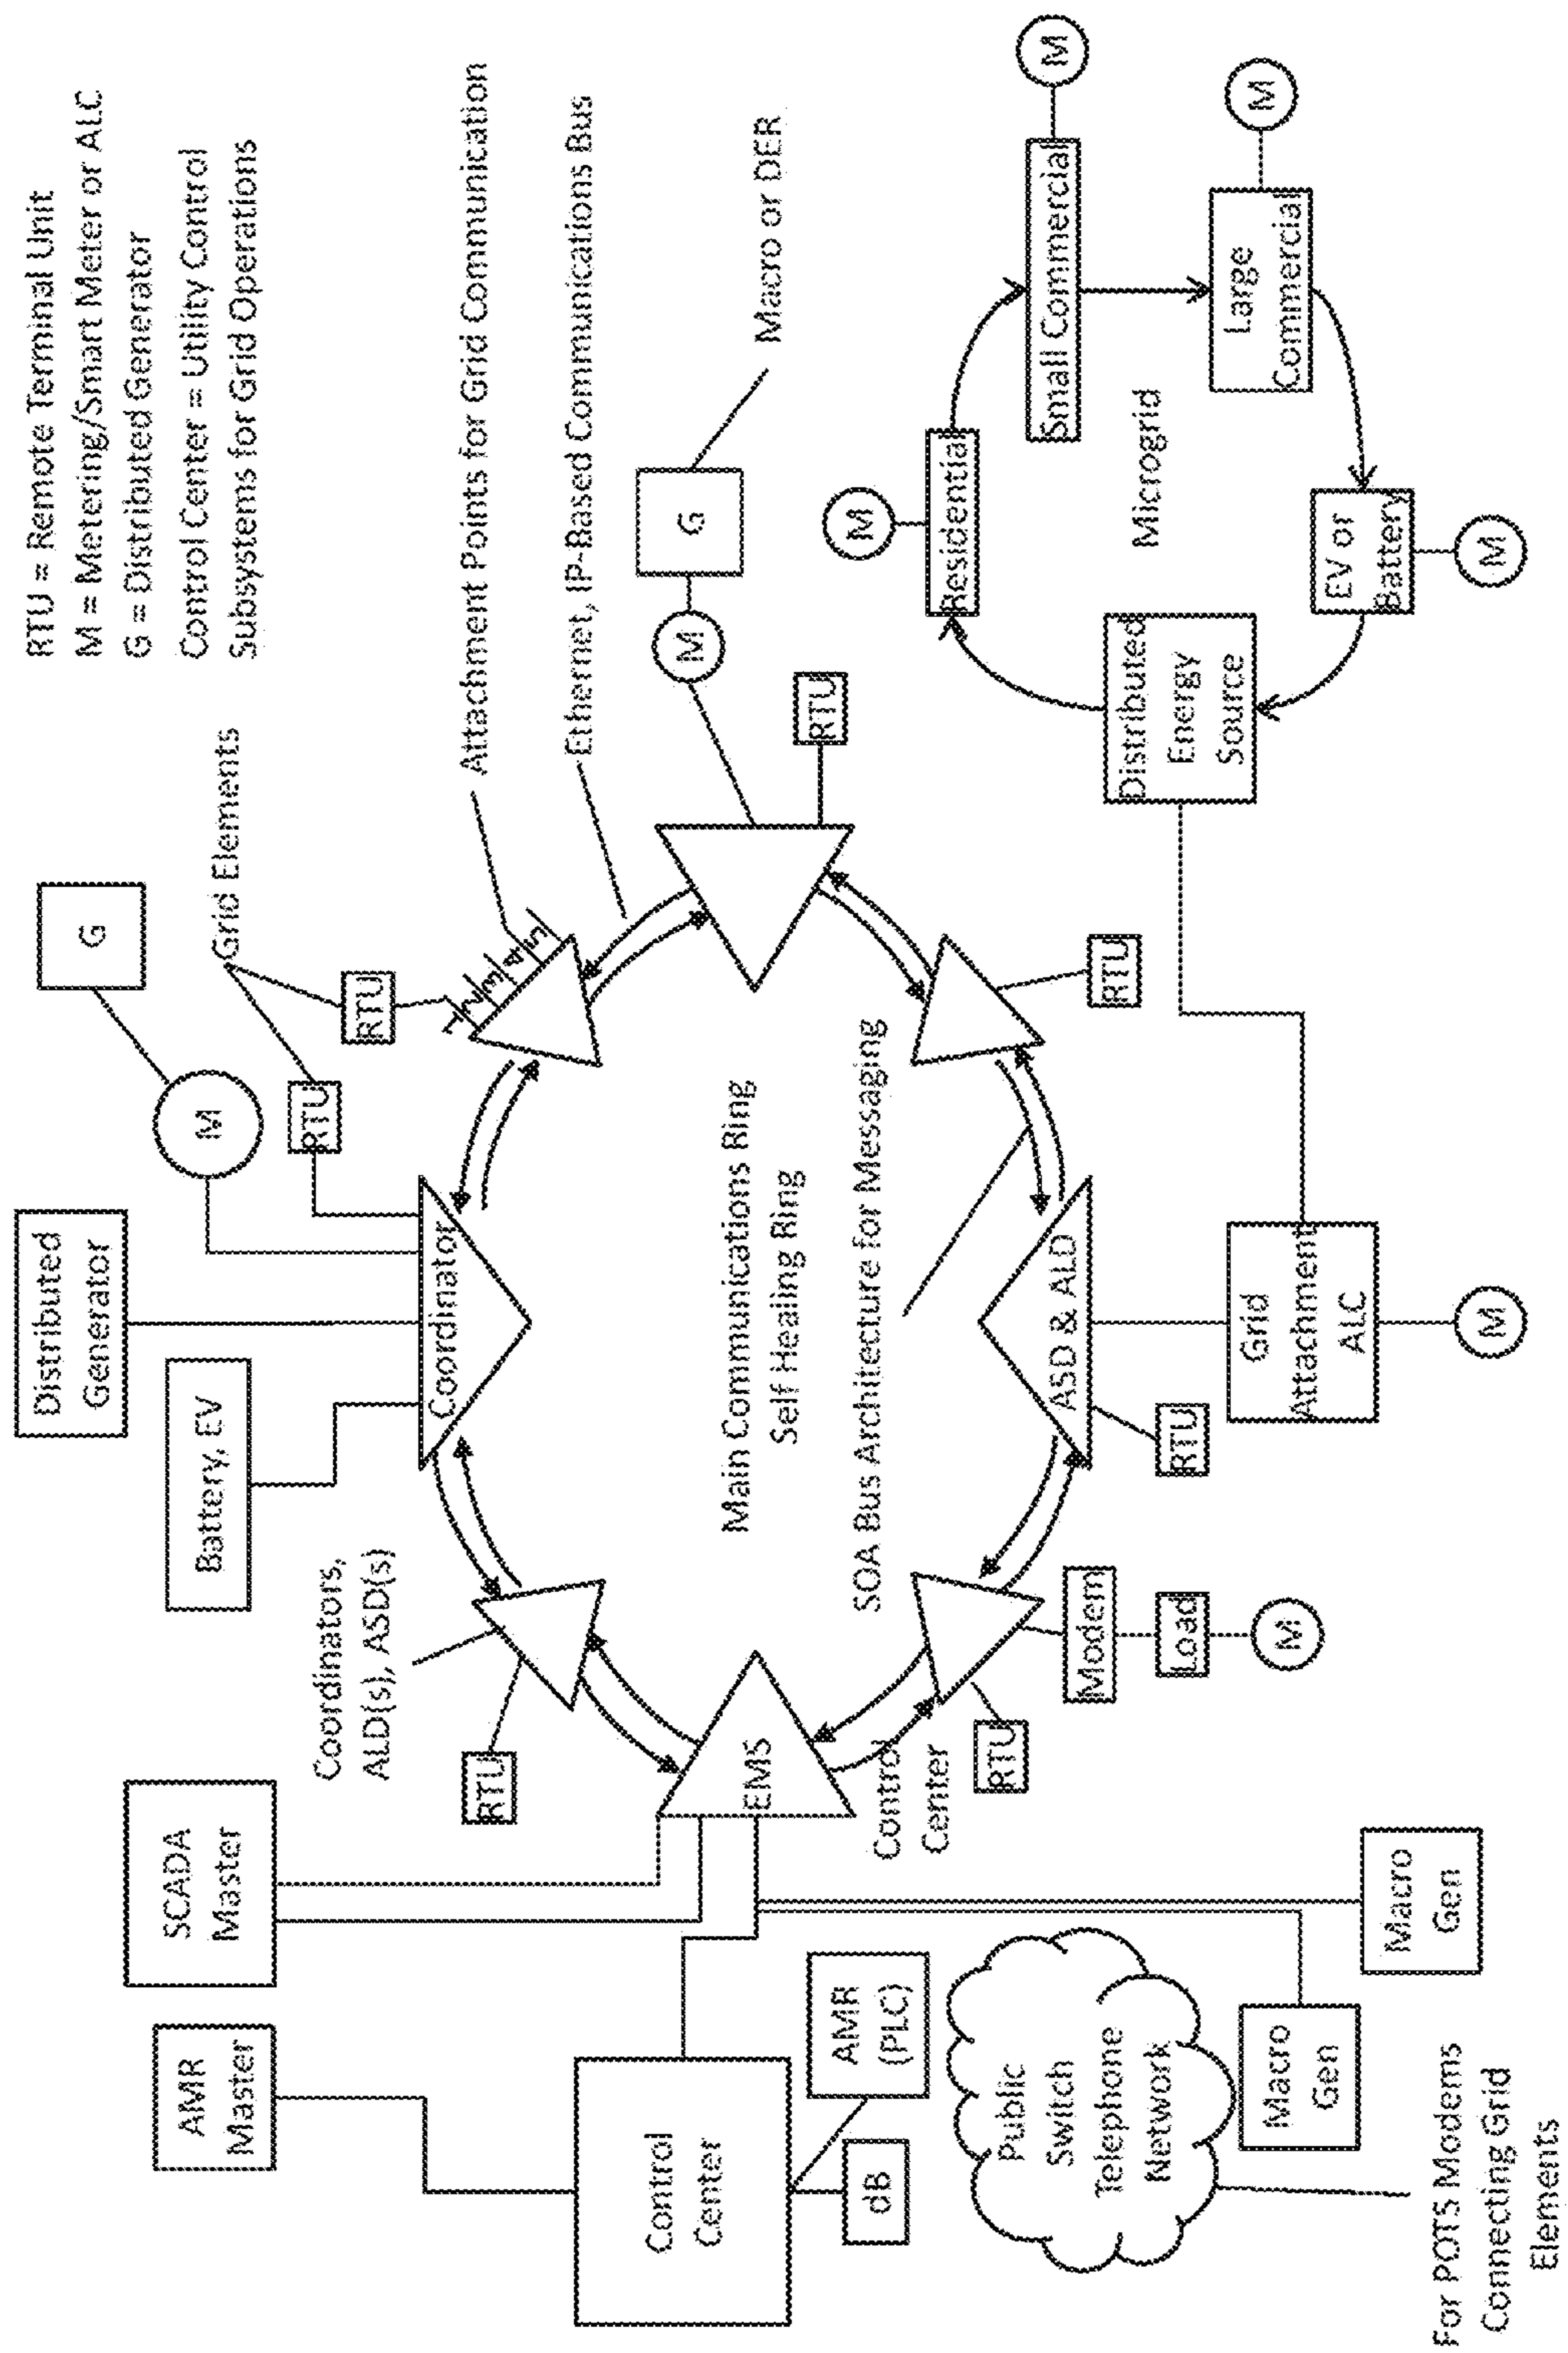 RTU = Remote Terminal Unit
M = Metering/Smart Meter or ALC
G = Distributed Generator
Control Center = Utility Control
Subsystems for Grid Operations
AMR
Master
SCADA
Master
Battery, EV
Distributed
Generator
M
G
Grid Elements
RTU
RTU
Coordinators,
ALD(s), ASD(s)
RTU
Coordinator
1
2
3
4
5
Attachment Points for Grid Communication
Ethernet, IP-Based Communications Bus
Control
Center
dB
AMR
(PLC)
EMS
Control
Center
Main Communications Ring
Self Healing Ring
SOA Bus Architecture for Messaging
M
G
Macro or DER
RTU
RTU
Public
Switch
Telephone
Network
Macro
Gen
Macro
Gen
For POTS Modems
Connecting Grid
Elements
RTU
Modem
Load
M
ASD & ALD
RTU
Grid
Attachment
ALC
M
Distributed
Energy
Source
Residential
M
Small Commercial
M
Microgrid
Large
Commercial
M
EV or
Battery
M